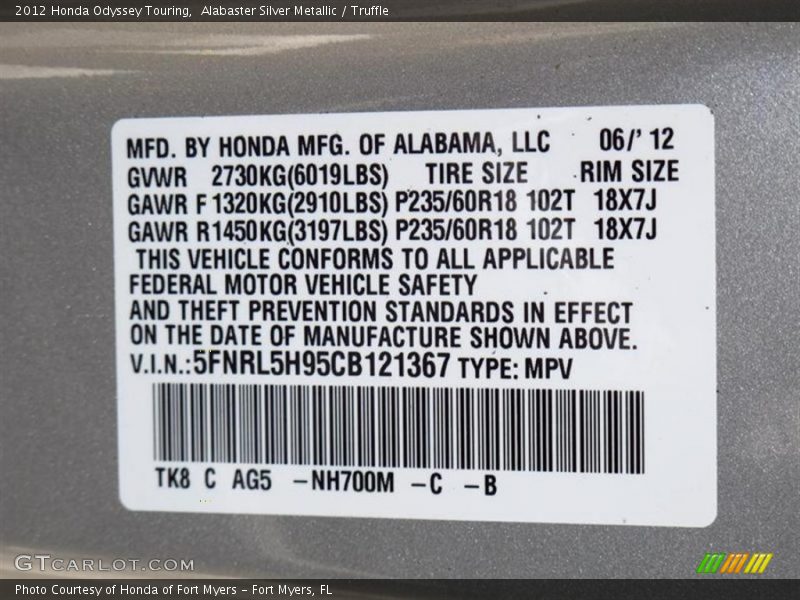 2012 Honda Odyssey Touring,  Alabaster Silver Metallic / Truffle
MFD. BY HONDA MFG. OF ALABAMA, LLC 06/' 12
GVWR 2730KG(6019LBS) TIRE SIZE RIM SIZE
GAWR F 1320KG(2910LBS) P235/60R18 102T 18X7J
GAWR R1450KG(3197LBS) P235/60R18 102T 18X7J
THIS VEHICLE CONFORMS TO ALL APPLICABLE
FEDERAL MOTOR VEHICLE SAFETY
AND THEFT PREVENTION STANDARDS IN EFFECT
ON THE DATE OF MANUFACTURE SHOWN ABOVE.
V.I.N.:5FNRL5H95CB121367 TYPE: MPV
TK8 C AG5 -NH700M -C -B
GTCARLOT.COM
Photo Courtesy of Honda of Fort Myers - Fort Myers, FL